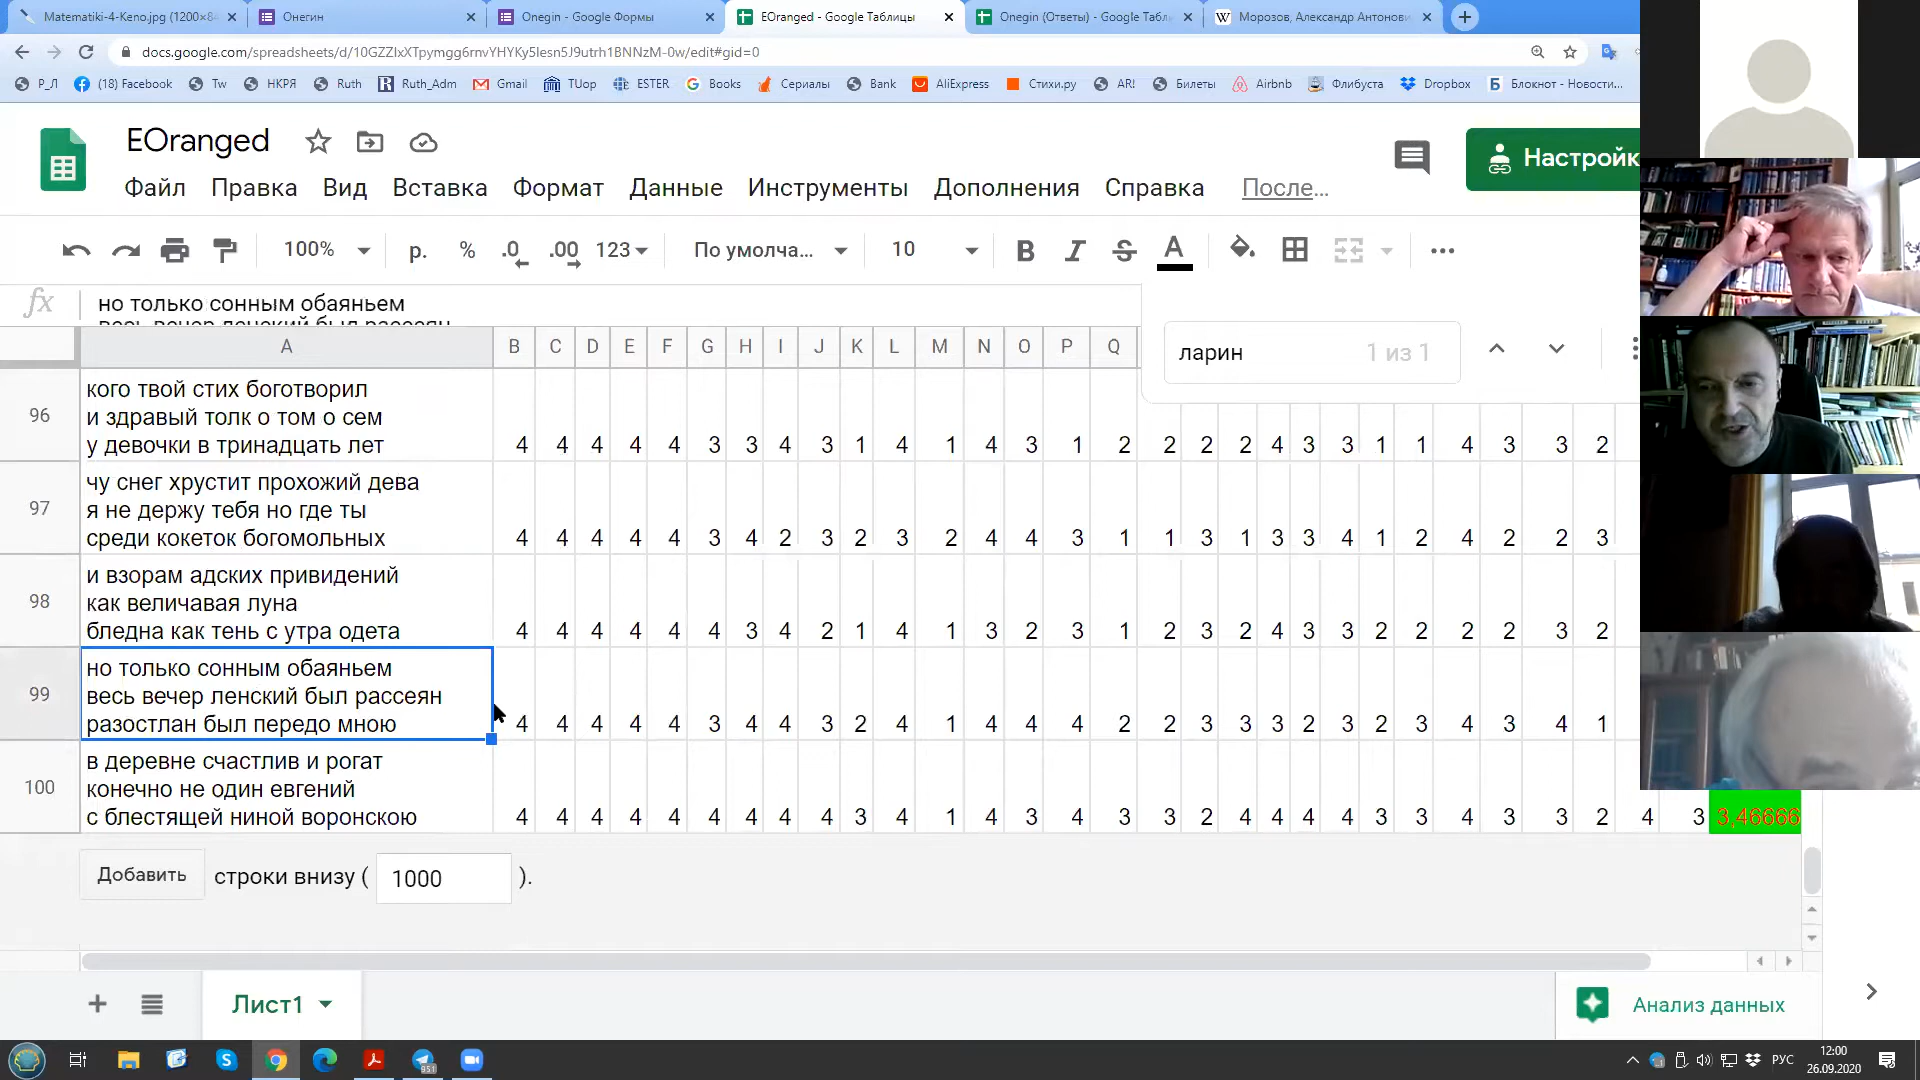 Matematiki-4-Keno.jpg (1200×8
Онегин
Onegin - Google Формы
EOranged - Google Таблицы
Onegin (Ответы) - Google Табл
Морозов, Александр Антонови
docs.google.com/spreadsheets/d/10GZZIxXTpymgg6rnvYHYKy5lesn5J9utrh1BNNzM-0w/edit#gid=0
Р_Л
(18) Facebook
Tw
НКРЯ
Ruth
Ruth_Adm
Gmail
TUop
ESTER
Books
Сериалы
Bank
AliExpress
Стихи.ру
AR!
Билеты
Airbnb
Флибуста
Dropbox
Блокнот - Новости...
EOranged
Настройк
Файл Правка Вид Вставка Формат Данные Инструменты Дополнения Справка После...
100% р. % .0 .00 123 По умолча... 10 B I S A
fx но только сонным обаяньем
весь вечер ленский был рассеян
ларин 1 из 1
A B C D E F G H I J K L M N O P Q
кого твой стих боготворил
и здравый толк о том о сем
96
у девочки в тринадцать лет 4 4 4 4 4 3 3 4 3 1 4 1 4 3 1 2 2 2 2 4 3 3 1 1 4 3 3 2
чу снег хрустит прохожий дева
97
я не держу тебя но где ты
среди кокеток богомольных 4 4 4 4 4 3 4 2 3 2 3 2 4 4 3 1 1 3 1 3 3 4 1 2 4 2 2 3
и взорам адских привидений
98
как величавая луна
бледна как тень с утра одета 4 4 4 4 4 4 3 4 2 1 4 1 3 2 3 1 2 3 2 4 3 3 2 2 2 2 3 2
но только сонным обаяньем
99
весь вечер ленский был рассеян
разостлан был передо мною 4 4 4 4 4 3 4 4 3 2 4 1 4 4 4 2 2 3 3 3 2 3 2 3 4 3 4 1
в деревне счастлив и рогат
100
конечно не один евгений
с блестящей ниной воронскою 4 4 4 4 4 4 4 4 4 3 4 1 4 3 4 3 3 2 4 4 4 4 3 3 4 3 3 2 4 3 3,46666
Добавить строки внизу ( 1000 ).
Лист1
Анализ данных
951
РУС
12:00
26.09.2020